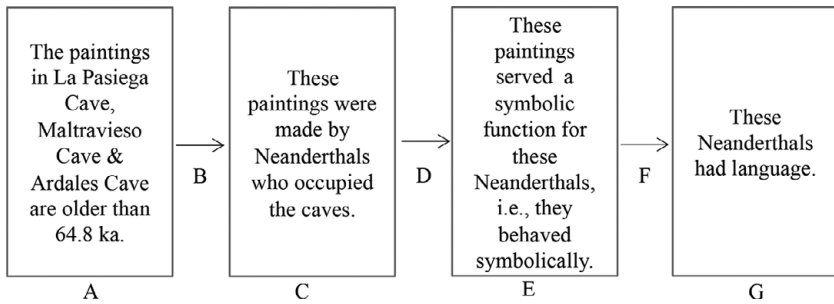 The paintings
in La Pasiega
Cave,
Maltravieso
Cave &
Ardales Cave
are older than
64.8 ka.
A
B
These
paintings were
made by
Neanderthals
who occupied
the caves.
C
D
These
paintings
served a
symbolic
function for
these
Neanderthals,
i.e., they
behaved
symbolically.
E
F
These
Neanderthals
had language.
G